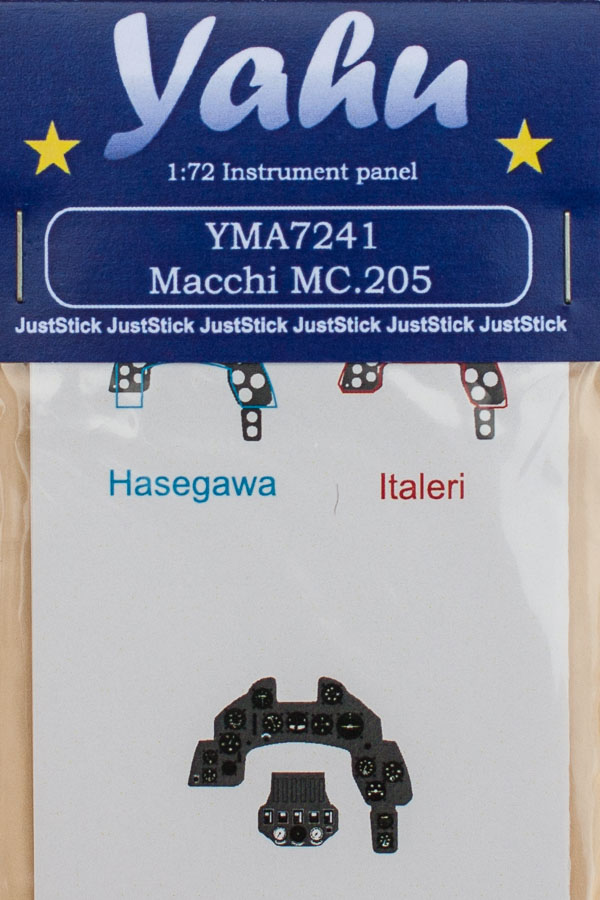 Yahu
1:72 Instrument panel
YMA7241
Macchi MC.205
JustStick JustStick JustStick JustStick JustStick JustStick
Hasegawa Italeri